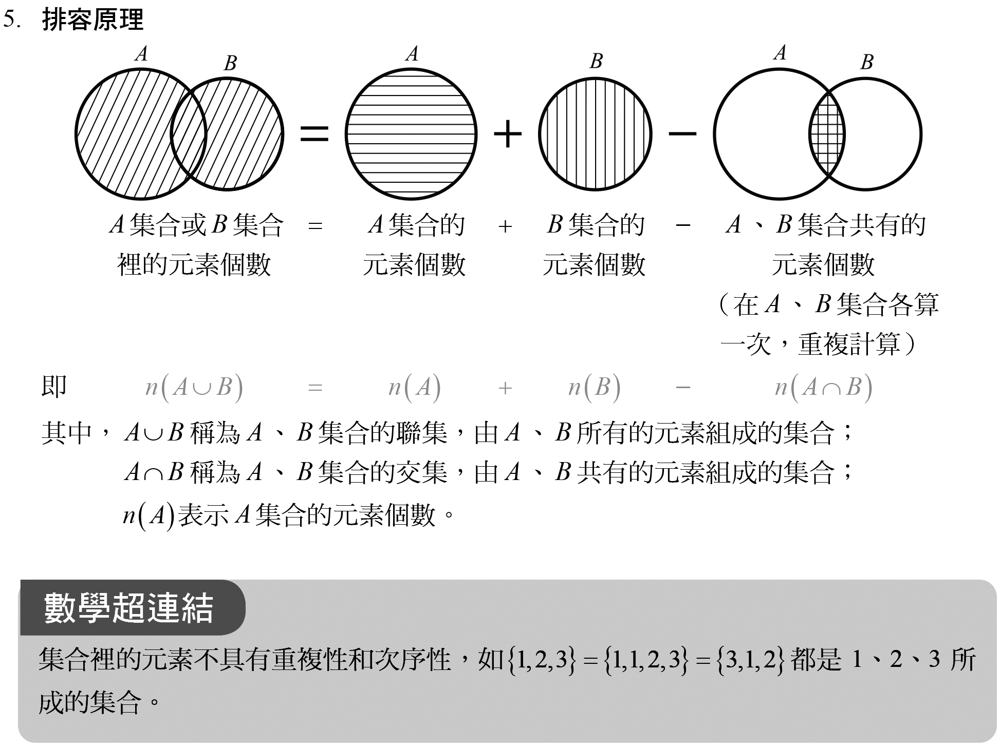 5. 排容原理
A B = A + B − A B
A集合或B集合 = A集合的 + B集合的 − A、B集合共有的
裡的元素個數 元素個數 元素個數 元素個數
（在A、B集合各算
一次，重複計算）
即 n(A∪B) = n(A) + n(B) − n(A∩B)
其中，A∪B稱為A、B集合的聯集，由A、B所有的元素組成的集合；
A∩B稱為A、B集合的交集，由A、B共有的元素組成的集合；
n(A)表示A集合的元素個數。
數學超連結
集合裡的元素不具有重複性和次序性，如{1,2,3}={1,1,2,3}={3,1,2}都是 1、2、3 所
成的集合。